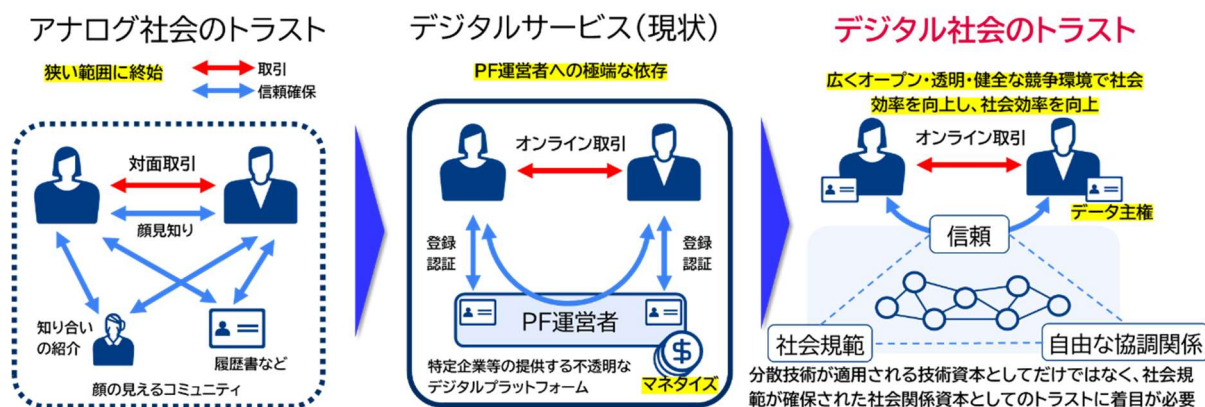 アナログ社会のトラスト
狭い範囲に終始
取引
信頼確保
対面取引
顔見知り
知り合い
の紹介
履歴書など
顔の見えるコミュニティ
デジタルサービス(現状)
PF運営者への極端な依存
オンライン取引
登録
認証
登録
認証
PF運営者
特定企業等の提供する不透明な
デジタルプラットフォーム
マネタイズ
デジタル社会のトラスト
広くオープン・透明・健全な競争環境で社会
効率を向上し、社会効率を向上
オンライン取引
データ主権
信頼
社会規範
自由な協調関係
分散技術が適用される技術資本としてだけではなく、社会規
範が確保された社会関係資本としてのトラストに着目が必要